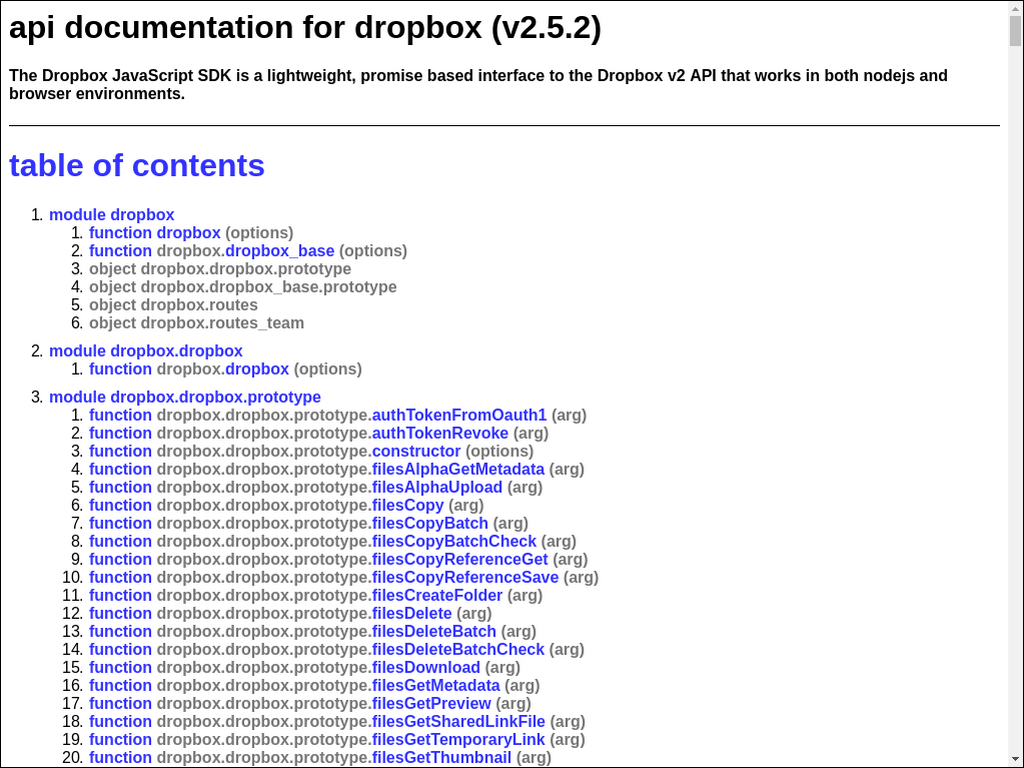 api documentation for dropbox (v2.5.2)
The Dropbox JavaScript SDK is a lightweight, promise based interface to the Dropbox v2 API that works in both nodejs and
browser environments.
table of contents
1. module dropbox
1. function dropbox (options)
2. function dropbox.dropbox_base (options)
3. object dropbox.dropbox.prototype
4. object dropbox.dropbox_base.prototype
5. object dropbox.routes
6. object dropbox.routes_team
2. module dropbox.dropbox
1. function dropbox.dropbox (options)
3. module dropbox.dropbox.prototype
1. function dropbox.dropbox.prototype.authTokenFromOauth1 (arg)
2. function dropbox.dropbox.prototype.authTokenRevoke (arg)
3. function dropbox.dropbox.prototype.constructor (options)
4. function dropbox.dropbox.prototype.filesAlphaGetMetadata (arg)
5. function dropbox.dropbox.prototype.filesAlphaUpload (arg)
6. function dropbox.dropbox.prototype.filesCopy (arg)
7. function dropbox.dropbox.prototype.filesCopyBatch (arg)
8. function dropbox.dropbox.prototype.filesCopyBatchCheck (arg)
9. function dropbox.dropbox.prototype.filesCopyReferenceGet (arg)
10. function dropbox.dropbox.prototype.filesCopyReferenceSave (arg)
11. function dropbox.dropbox.prototype.filesCreateFolder (arg)
12. function dropbox.dropbox.prototype.filesDelete (arg)
13. function dropbox.dropbox.prototype.filesDeleteBatch (arg)
14. function dropbox.dropbox.prototype.filesDeleteBatchCheck (arg)
15. function dropbox.dropbox.prototype.filesDownload (arg)
16. function dropbox.dropbox.prototype.filesGetMetadata (arg)
17. function dropbox.dropbox.prototype.filesGetPreview (arg)
18. function dropbox.dropbox.prototype.filesGetSharedLinkFile (arg)
19. function dropbox.dropbox.prototype.filesGetTemporaryLink (arg)
20. function dropbox.dropbox.prototype.filesGetThumbnail (arg)